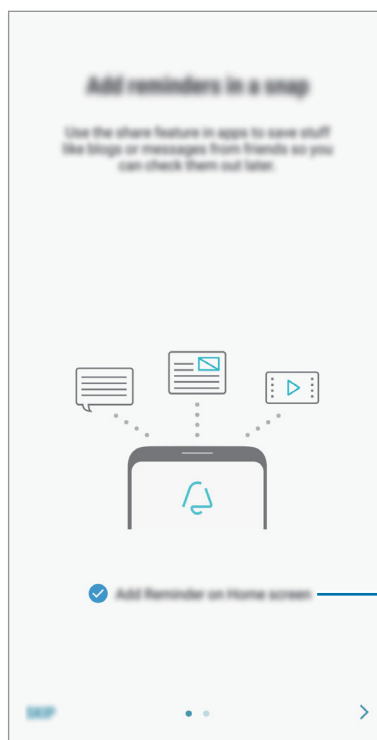 Add reminders in a snap
Use the share feature in apps to save stuff
like blogs or messages from friends so you
can check them out later.
Add Reminder on Home screen
SKIP